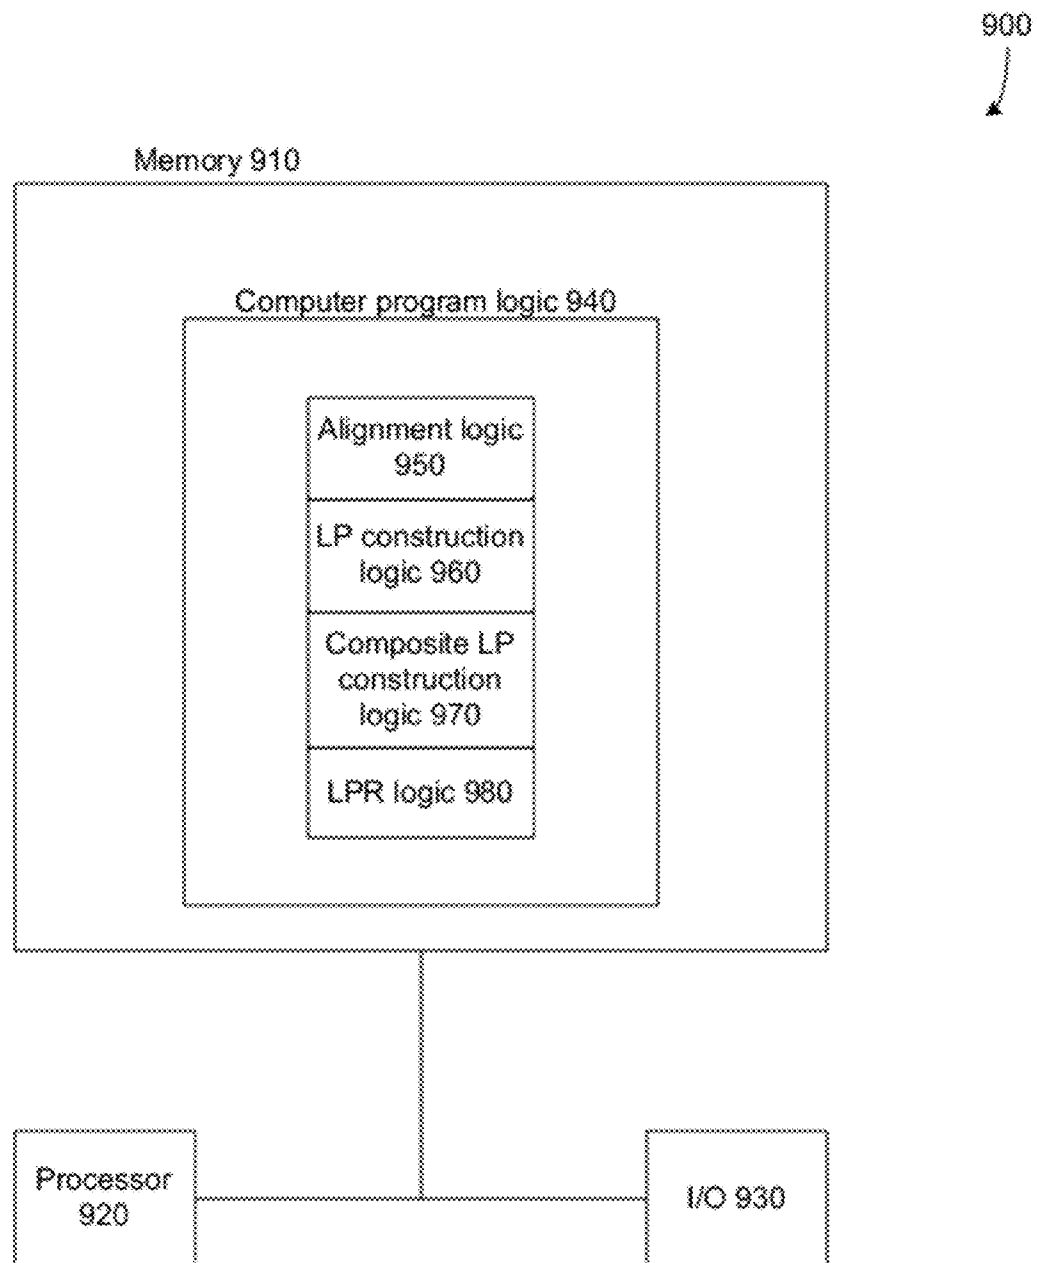 900
Memory 910
Computer program logic 940
Alignment logic
950
LP construction
logic 960
Composite LP
construction
logic 970
LPR logic 980
Processor
920
I/O 930